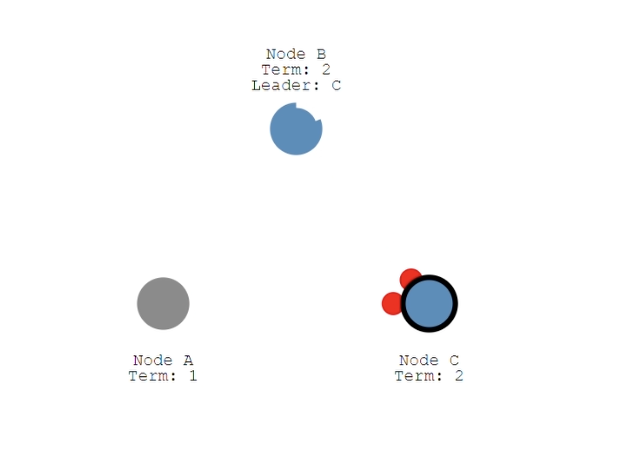 Node B
Term: 2
Leader: C
Node A
Term: 1
Node C
Term: 2